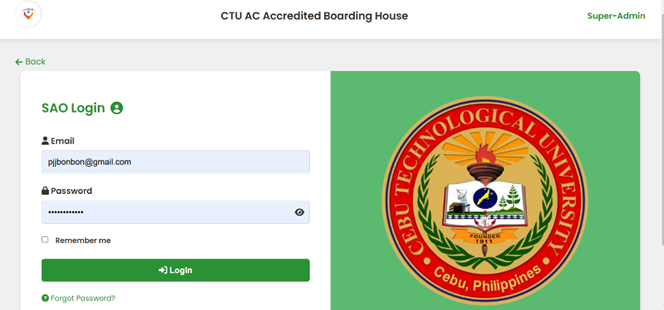 CTU AC Accredited Boarding House
Super-Admin
Back
SAO Login
Email
pjjbonbon@gmail.com
Password
••••••••••••
Remember me
Login
Forgot Password?
CEBU TECHNOLOGICAL UNIVERSITY
FOUNDED
1911
Cebu, Philippines